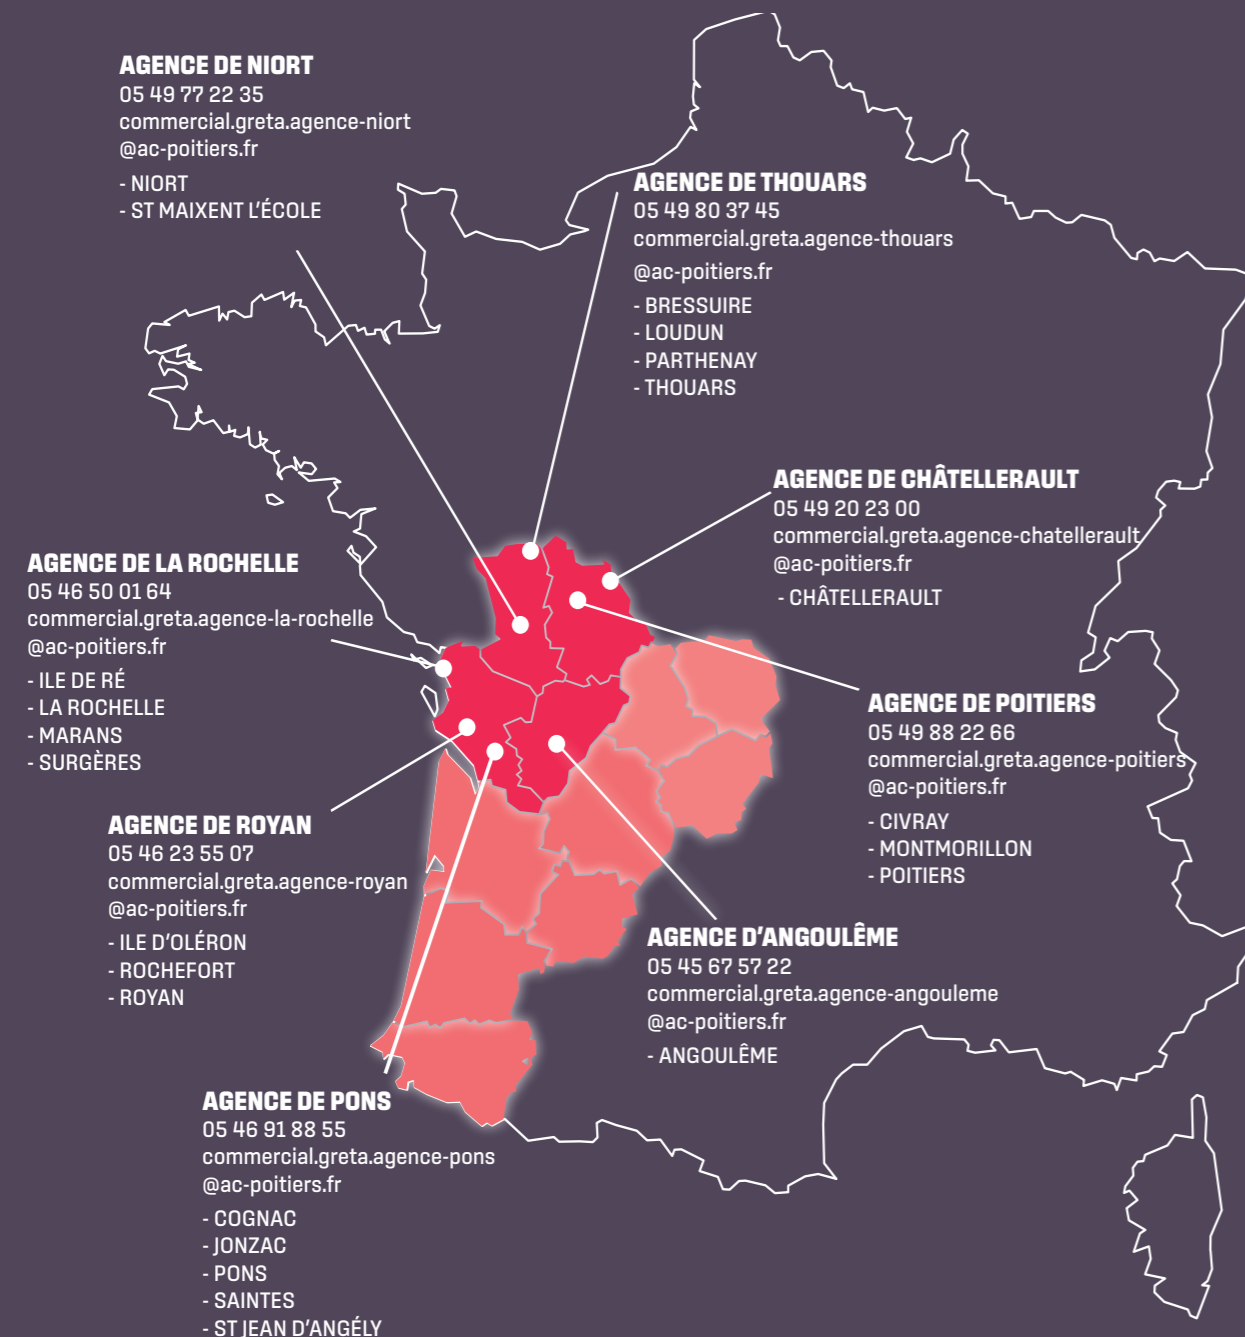 AGENCE DE NIORT
05 49 77 22 35
commercial.greta.agence-niort
@ac-poitiers.fr
- NIORT
- ST MAIXENT L'ÉCOLE
AGENCE DE THOUARS
05 49 80 37 45
commercial.greta.agence-thouars
@ac-poitiers.fr
- BRESSUIRE
- LOUDUN
- PARTHENAY
- THOUARS
AGENCE DE CHÂTELLERAULT
05 49 20 23 00
commercial.greta.agence-chatellerault
@ac-poitiers.fr
- CHÂTELLERAULT
AGENCE DE LA ROCHELLE
05 46 50 01 64
commercial.greta.agence-la-rochelle
@ac-poitiers.fr
- ILE DE RÉ
- LA ROCHELLE
- MARANS
- SURGÈRES
AGENCE DE POITIERS
05 49 88 22 66
commercial.greta.agence-poitiers
@ac-poitiers.fr
- CIVRAY
- MONTMORILLON
- POITIERS
AGENCE DE ROYAN
05 46 23 55 07
commercial.greta.agence-royan
@ac-poitiers.fr
- ILE D'OLÉRON
- ROCHEFORT
- ROYAN
AGENCE D'ANGOULÊME
05 45 67 57 22
commercial.greta.agence-angouleme
@ac-poitiers.fr
- ANGOULÊME
AGENCE DE PONS
05 46 91 88 55
commercial.greta.agence-pons
@ac-poitiers.fr
- COGNAC
- JONZAC
- PONS
- SAINTES
- ST JEAN D'ANGÉLY